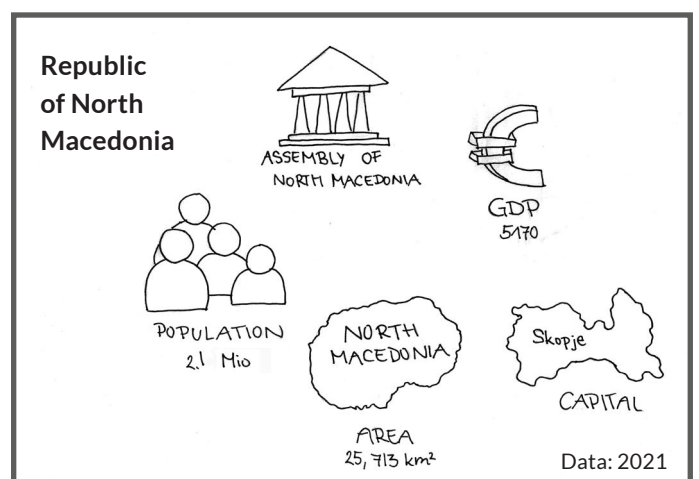 Republic
of North
Macedonia
ASSEMBLY OF
NORTH MACEDONIA
GDP
5170
POPULATION
2.1 Mio
NORTH
MACEDONIA
AREA
25,713 km²
Skopje
CAPITAL
Data: 2021